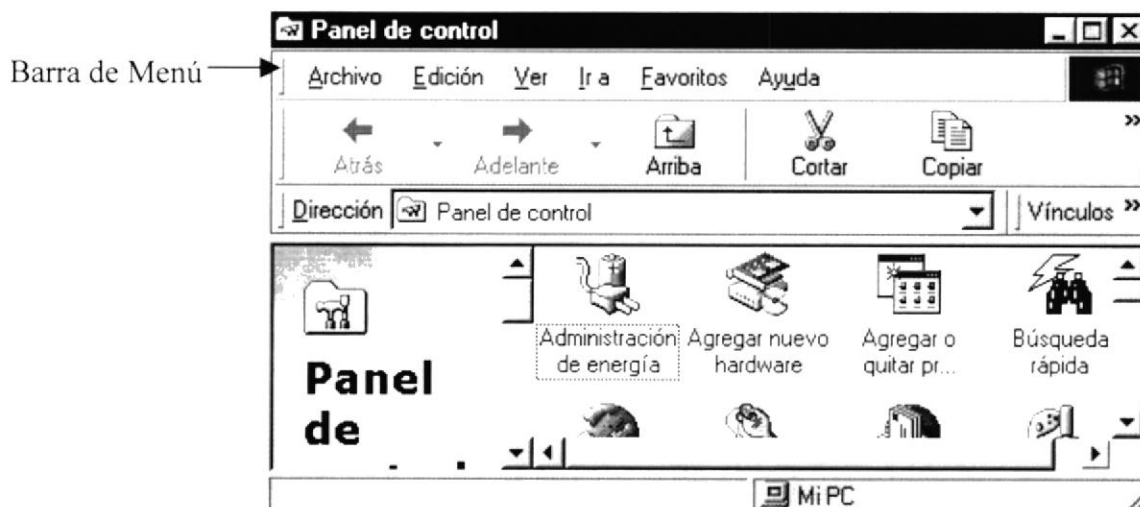 Panel de control
Barra de Menú
Archivo Edición Ver Ir a Favoritos Ayuda
Atrás Adelante Arriba Cortar Copiar »
Dirección Panel de control Vínculos »
Administración de energía
Agregar nuevo hardware
Agregar o quitar pr...
Búsqueda rápida
Panel
de
Mi PC